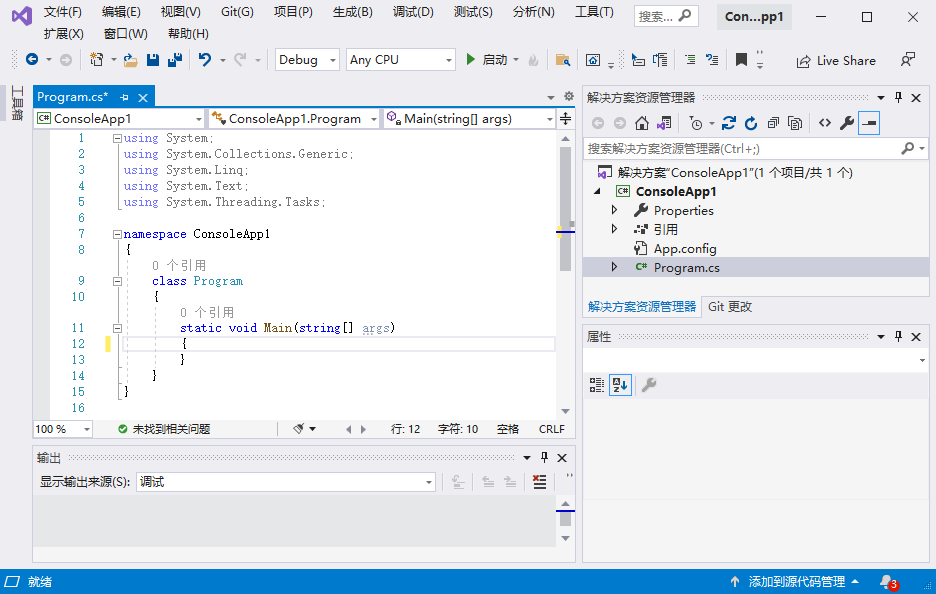 文件(F) 编辑(E) 视图(V) Git(G) 项目(P) 生成(B) 调试(D) 测试(S) 分析(N) 工具(T) 搜索... Con...pp1
扩展(X) 窗口(W) 帮助(H)
Debug Any CPU 启动 Live Share
工具箱
Program.cs*
ConsoleApp1 ConsoleApp1.Program Main(string[] args)
1 using System;
2 using System.Collections.Generic;
3 using System.Linq;
4 using System.Text;
5 using System.Threading.Tasks;
6
7 namespace ConsoleApp1
8 {
0 个引用
9 class Program
10 {
0 个引用
11 static void Main(string[] args)
12 {
13 }
14 }
15 }
16
100 % 未找到相关问题 行: 12 字符: 10 空格 CRLF
输出
显示输出来源(S): 调试
解决方案资源管理器
搜索解决方案资源管理器(Ctrl+;)
解决方案"ConsoleApp1"(1 个项目/共 1 个)
C# ConsoleApp1
Properties
引用
App.config
C# Program.cs
解决方案资源管理器 Git 更改
属性
就绪 添加到源代码管理 3